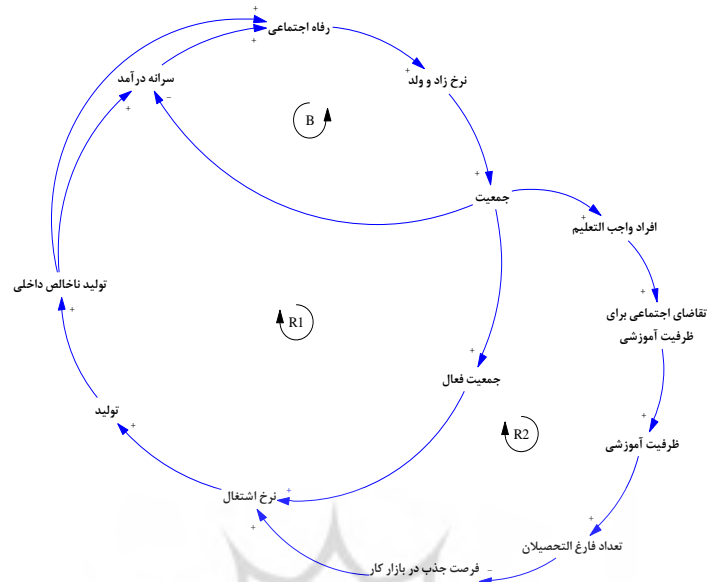 رفاه اجتماعی
سرانه درآمد
نرخ زاد و ولد
B
جمعیت
افراد واجب التعلیم
تولید ناخالص داخلی
R1
تقاضای اجتماعی برای
ظرفیت آموزشی
جمعیت فعال
تولید
R2
ظرفیت آموزشی
نرخ اشتغال
تعداد فارغ التحصیلان
فرصت جذب در بازار کار